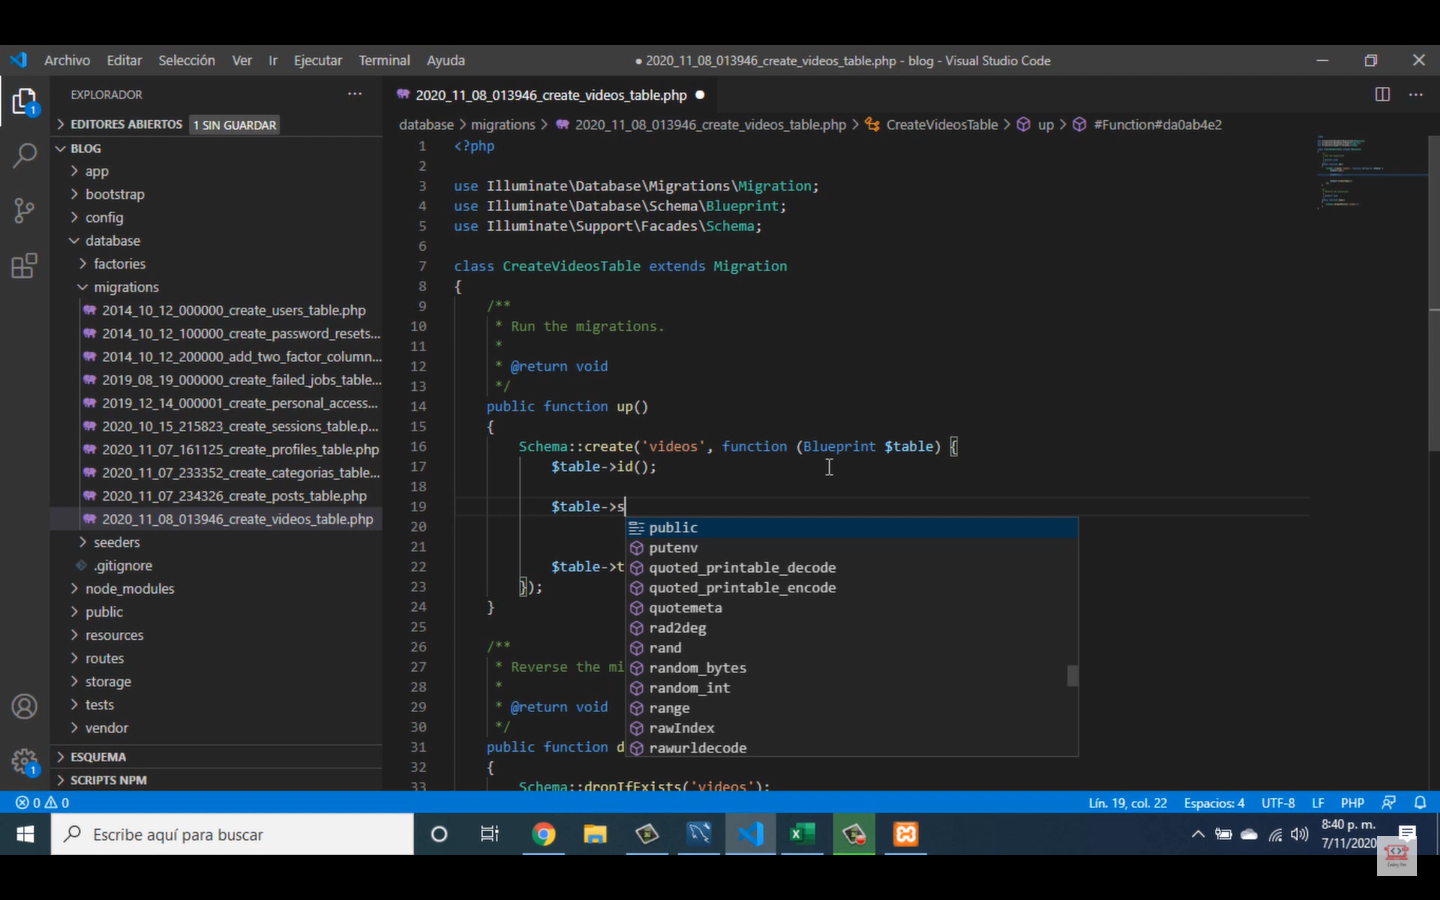 Archivo Editar Selección Ver Ir Ejecutar Terminal Ayuda
● 2020_11_08_013946_create_videos_table.php - blog - Visual Studio Code
EXPLORADOR
EDITORES ABIERTOS 1 SIN GUARDAR
BLOG
app
bootstrap
config
database
factories
migrations
2014_10_12_000000_create_users_table.php
2014_10_12_100000_create_password_resets...
2014_10_12_200000_add_two_factor_column...
2019_08_19_000000_create_failed_jobs_table...
2019_12_14_000001_create_personal_access...
2020_10_15_215823_create_sessions_table.p...
2020_11_07_161125_create_profiles_table.php
2020_11_07_233352_create_categorias_table...
2020_11_07_234326_create_posts_table.php
2020_11_08_013946_create_videos_table.php
seeders
.gitignore
node_modules
public
resources
routes
storage
tests
vendor
ESQUEMA
SCRIPTS NPM
2020_11_08_013946_create_videos_table.php
database > migrations > 2020_11_08_013946_create_videos_table.php > CreateVideosTable > up > #Function#da0ab4e2
1 <?php
2
3 use Illuminate\Database\Migrations\Migration;
4 use Illuminate\Database\Schema\Blueprint;
5 use Illuminate\Support\Facades\Schema;
6
7 class CreateVideosTable extends Migration
8 {
9 /**
10 * Run the migrations.
11 *
12 * @return void
13 */
14 public function up()
15 {
16 Schema::create('videos', function (Blueprint $table) {
17 $table->id();
18
19 $table->s
20
21
22 $table->t
23 });
24 }
25
26 /**
27 * Reverse the mi
28 *
29 * @return void
30 */
31 public function d
32 {
33 Schema::dropIfExists('videos');
public
putenv
quoted_printable_decode
quoted_printable_encode
quotemeta
rad2deg
rand
random_bytes
random_int
range
rawIndex
rawurldecode
1
1
0 0
Lín. 19, col. 22 Espacios: 4 UTF-8 LF PHP
Escribe aquí para buscar
8:40 p. m.
7/11/2020